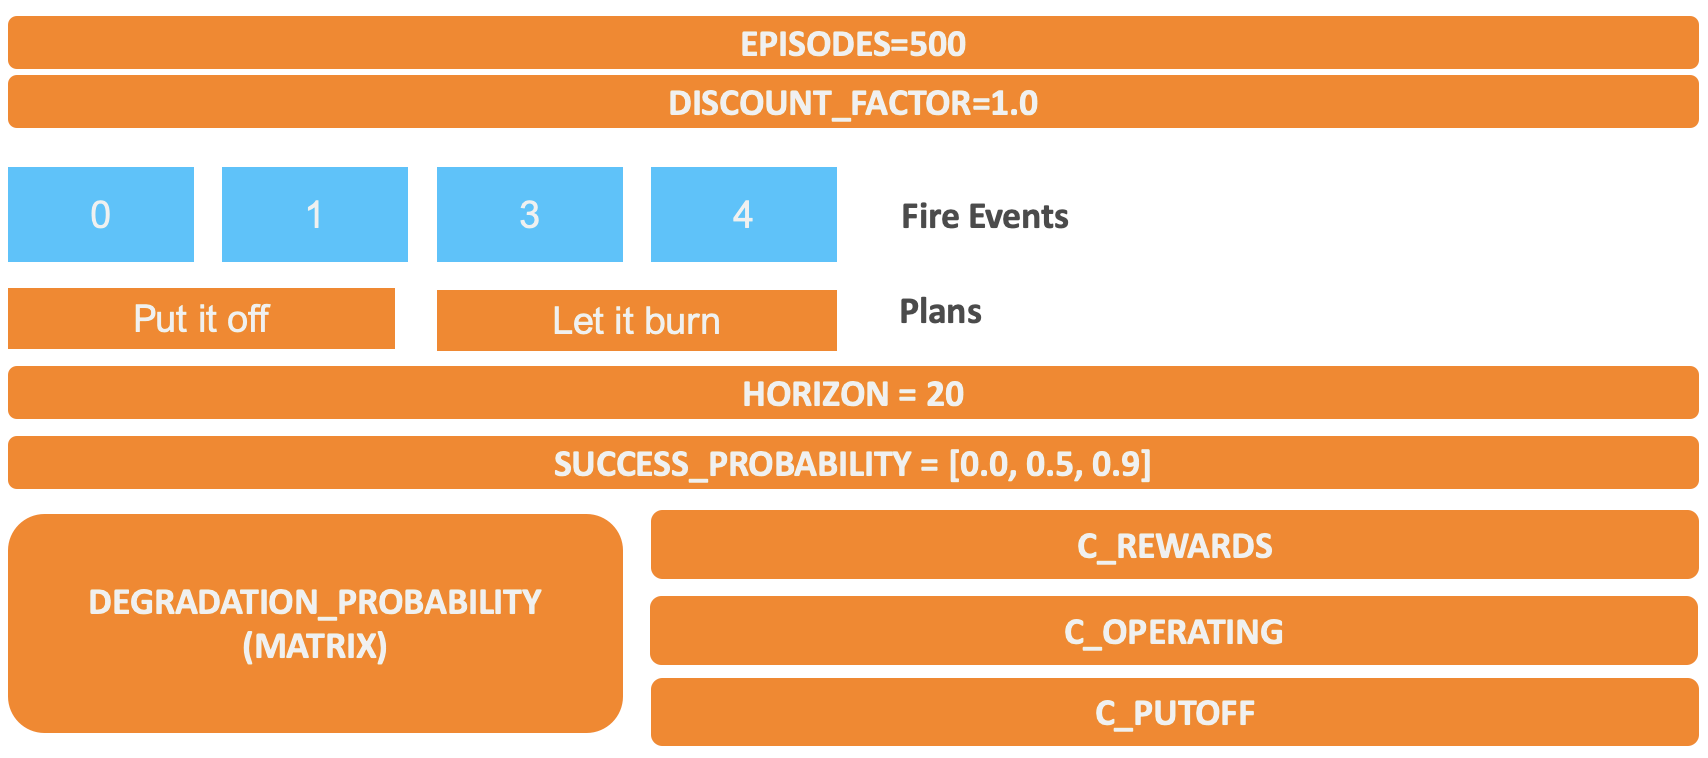 EPISODES=500
DISCOUNT_FACTOR=1.0
0 1 3 4 Fire Events
Put it off Let it burn Plans
HORIZON = 20
SUCCESS_PROBABILITY = [0.0, 0.5, 0.9]
DEGRADATION_PROBABILITY
(MATRIX)
C_REWARDS
C_OPERATING
C_PUTOFF